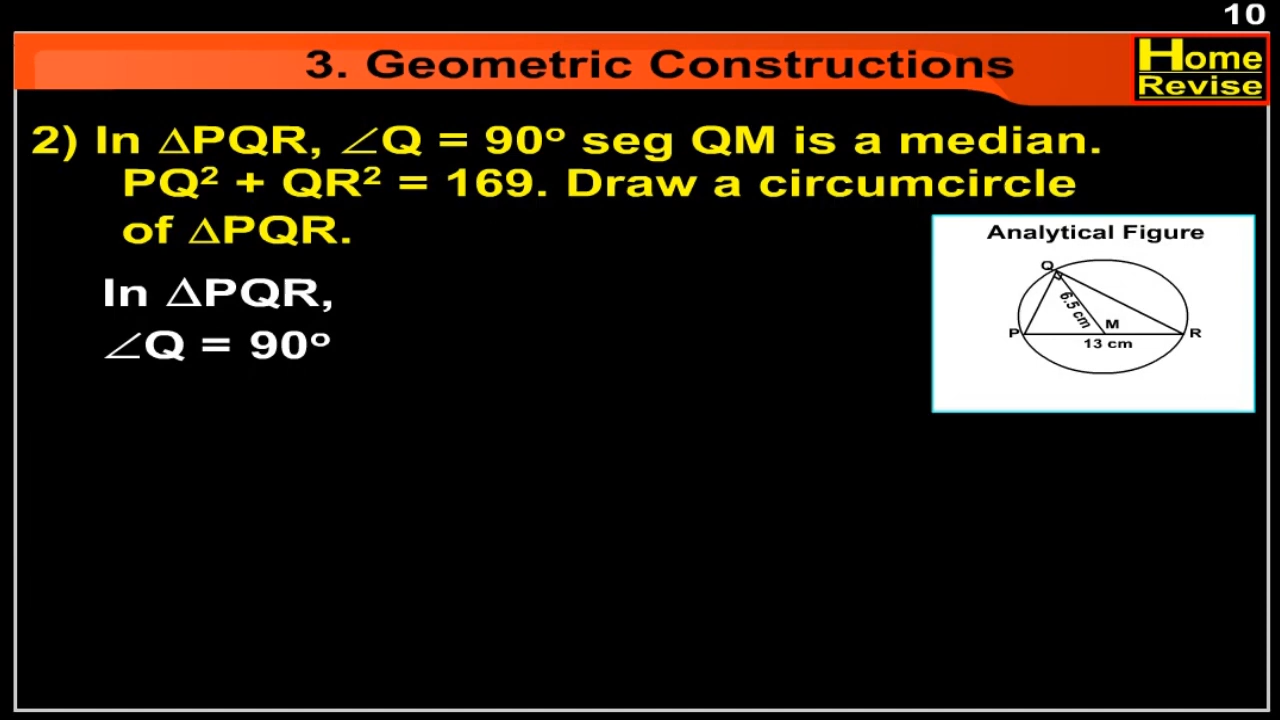 10
3. Geometric Constructions
Home
Revise
2) In △PQR, ∠Q = 90° seg QM is a median.
PQ² + QR² = 169. Draw a circumcircle
of △PQR.
Analytical Figure
Q
6.5 cm
M
P
R
13 cm
In △PQR,
∠Q = 90°